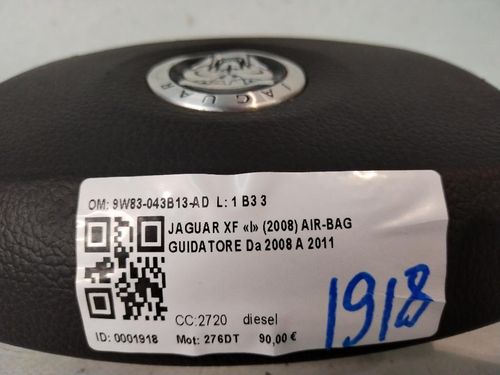 JAGUAR
OM: 9W83-043B13-AD L: 1 B3 3
JAGUAR XF «I» (2008) AIR-BAG
GUIDATORE Da 2008 A 2011
CC:2720 diesel
ID: 0001918 Mot: 276DT 90,00 €
1918